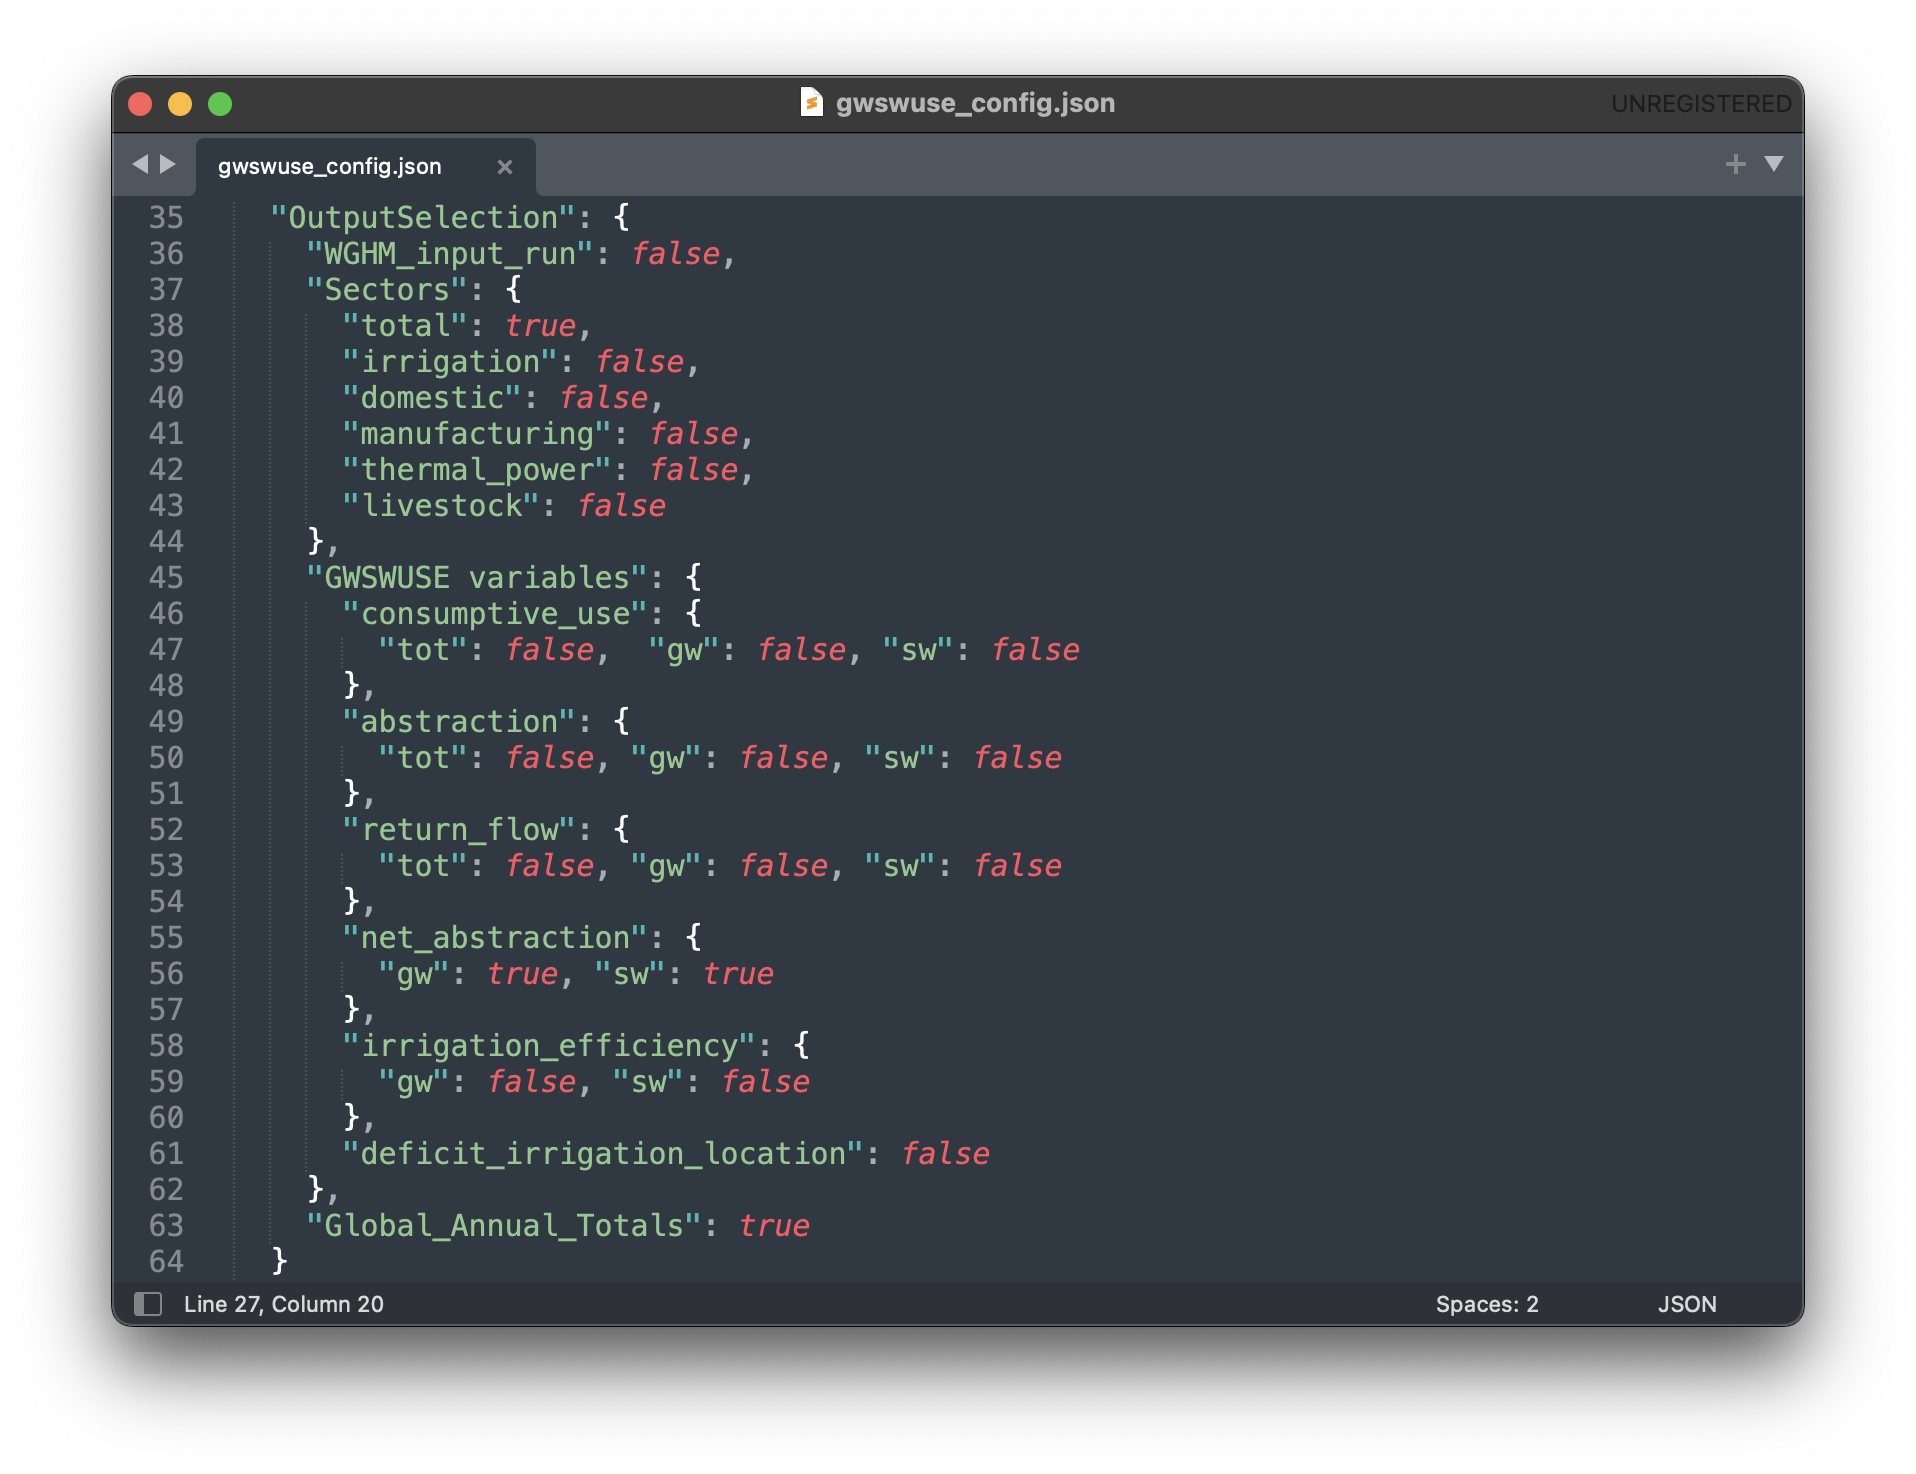 gwswuse_config.json
UNREGISTERED
gwswuse_config.json
35 "OutputSelection": {
36 "WGHM_input_run": false,
37 "Sectors": {
38 "total": true,
39 "irrigation": false,
40 "domestic": false,
41 "manufacturing": false,
42 "thermal_power": false,
43 "livestock": false
44 },
45 "GWSWUSE variables": {
46 "consumptive_use": {
47 "tot": false,  "gw": false, "sw": false
48 },
49 "abstraction": {
50 "tot": false, "gw": false, "sw": false
51 },
52 "return_flow": {
53 "tot": false, "gw": false, "sw": false
54 },
55 "net_abstraction": {
56 "gw": true, "sw": true
57 },
58 "irrigation_efficiency": {
59 "gw": false, "sw": false
60 },
61 "deficit_irrigation_location": false
62 },
63 "Global_Annual_Totals": true
64 }
Line 27, Column 20
Spaces: 2
JSON